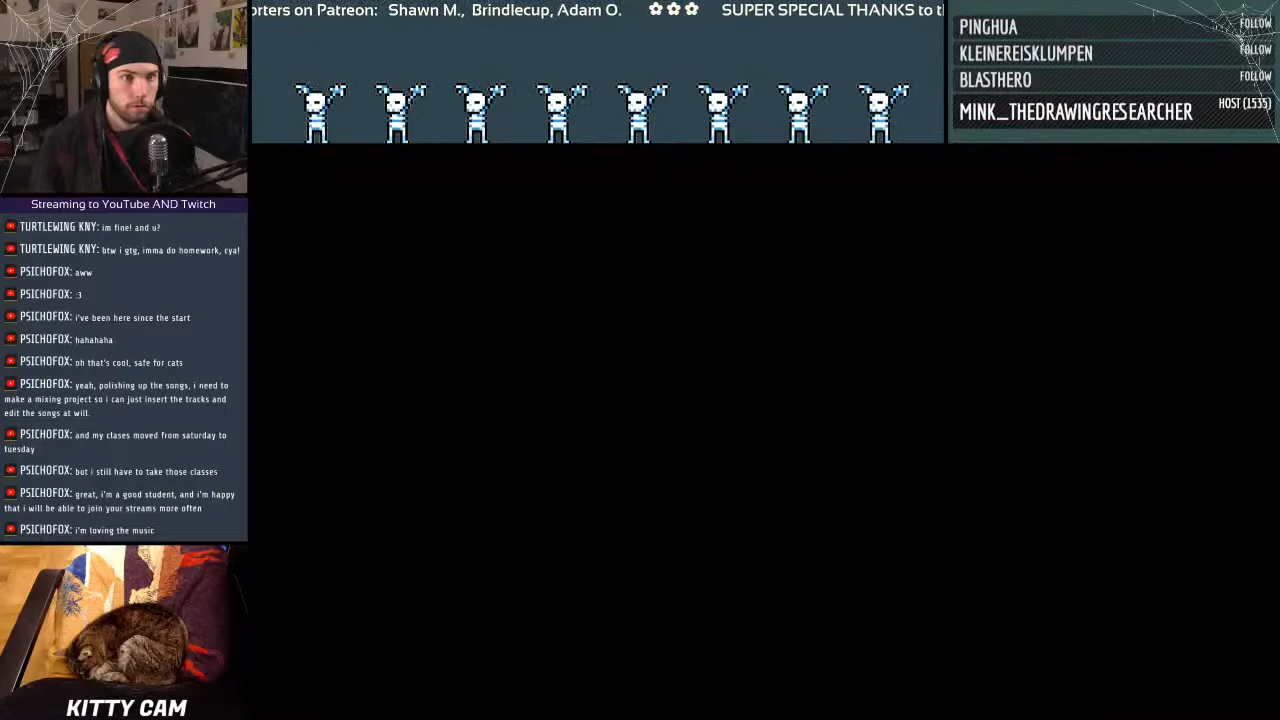 orters on Patreon: Shawn M., Brindlecup, Adam O. ✿ ✿ ✿ SUPER SPECIAL THANKS to t
PINGHUA FOLLOW
KLEINEREISKLUMPEN FOLLOW
BLASTHERO FOLLOW
MINK_THEDRAWINGRESEARCHER HOST (1535)
Streaming to YouTube AND Twitch
TURTLEWING KNY: im fine! and u?
TURTLEWING KNY: btw i gtg, imma do homework, cya!
PSICHOFOX: aww
PSICHOFOX: :3
PSICHOFOX: i've been here since the start
PSICHOFOX: hahahaha
PSICHOFOX: oh that's cool, safe for cats
PSICHOFOX: yeah, polishing up the songs, i need to
make a mixing project so i can just insert the tracks and
edit the songs at will.
PSICHOFOX: and my clases moved from saturday to
tuesday
PSICHOFOX: but i still have to take those classes
PSICHOFOX: great, i'm a good student, and i'm happy
that i will be able to join your streams more often
PSICHOFOX: i'm loving the music
KITTY CAM